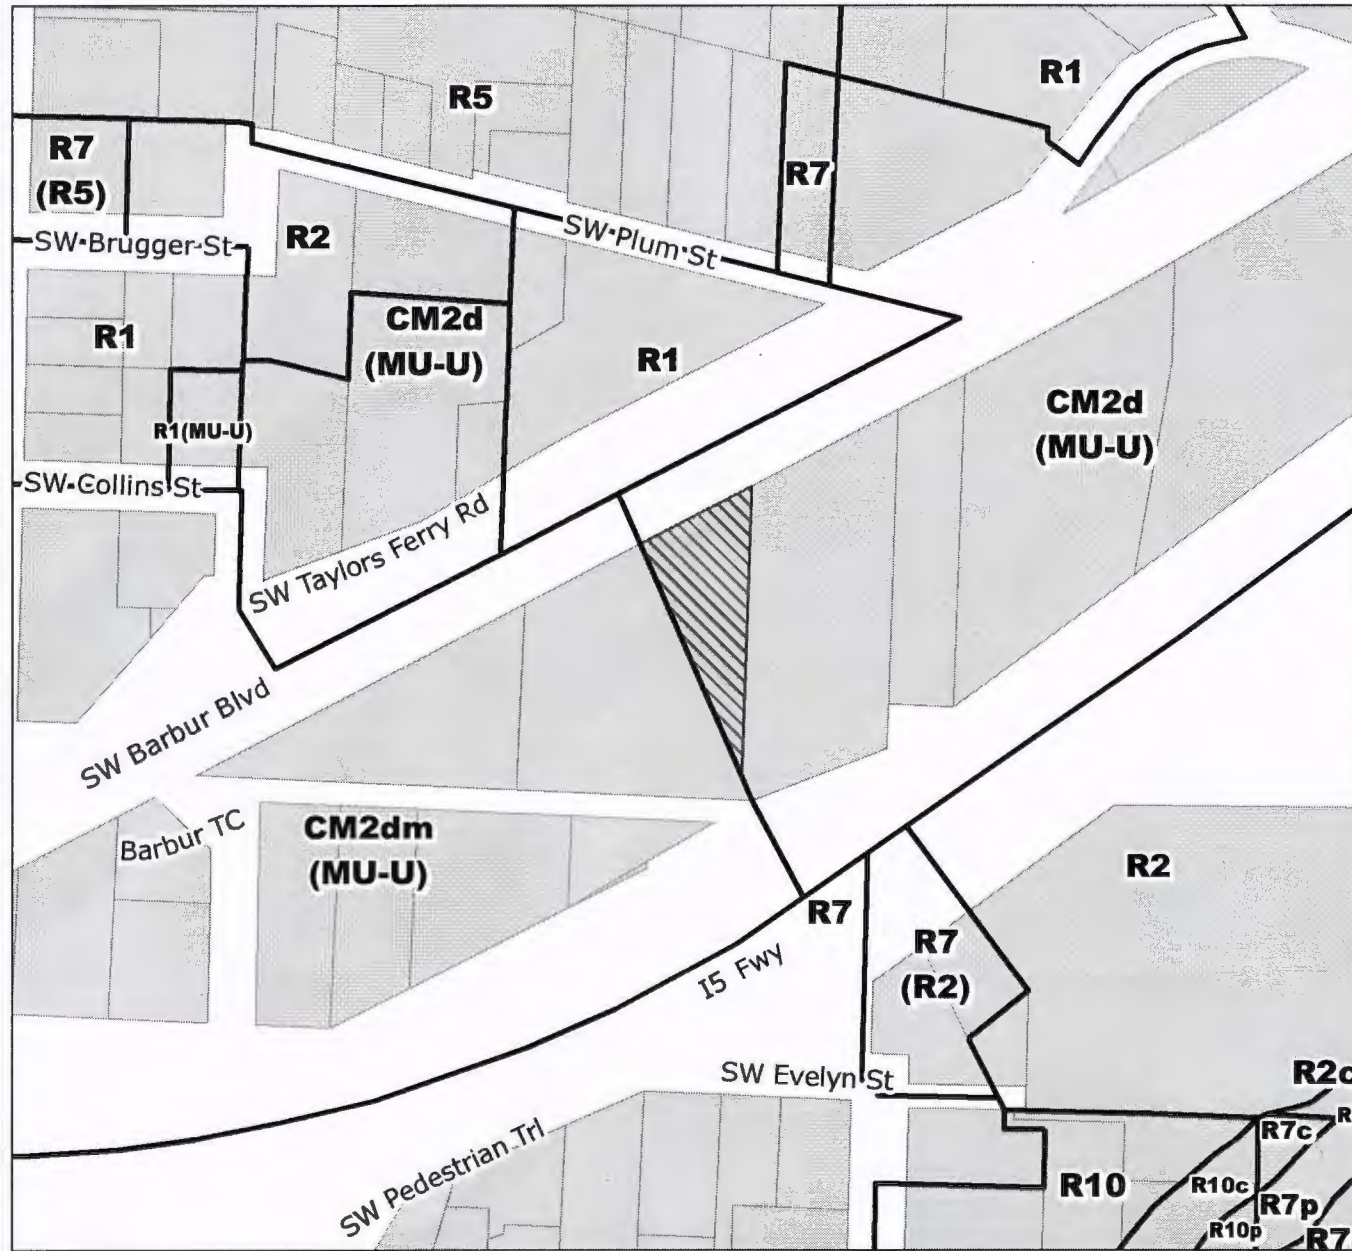 R1
R5
R7
(R5)
R7
SW Brugger St
R2
SW Plum St
R1
CM2d
(MU-U)
R1
CM2d
(MU-U)
R1(MU-U)
SW Collins St
SW Taylors Ferry Rd
SW Barbur Blvd
Barbur TC
CM2dm
(MU-U)
R2
R7
R7
(R2)
I5 Fwy
SW Evelyn St
SW Pedestrian Trl
R7c
R10
R10c
R7p
R10p